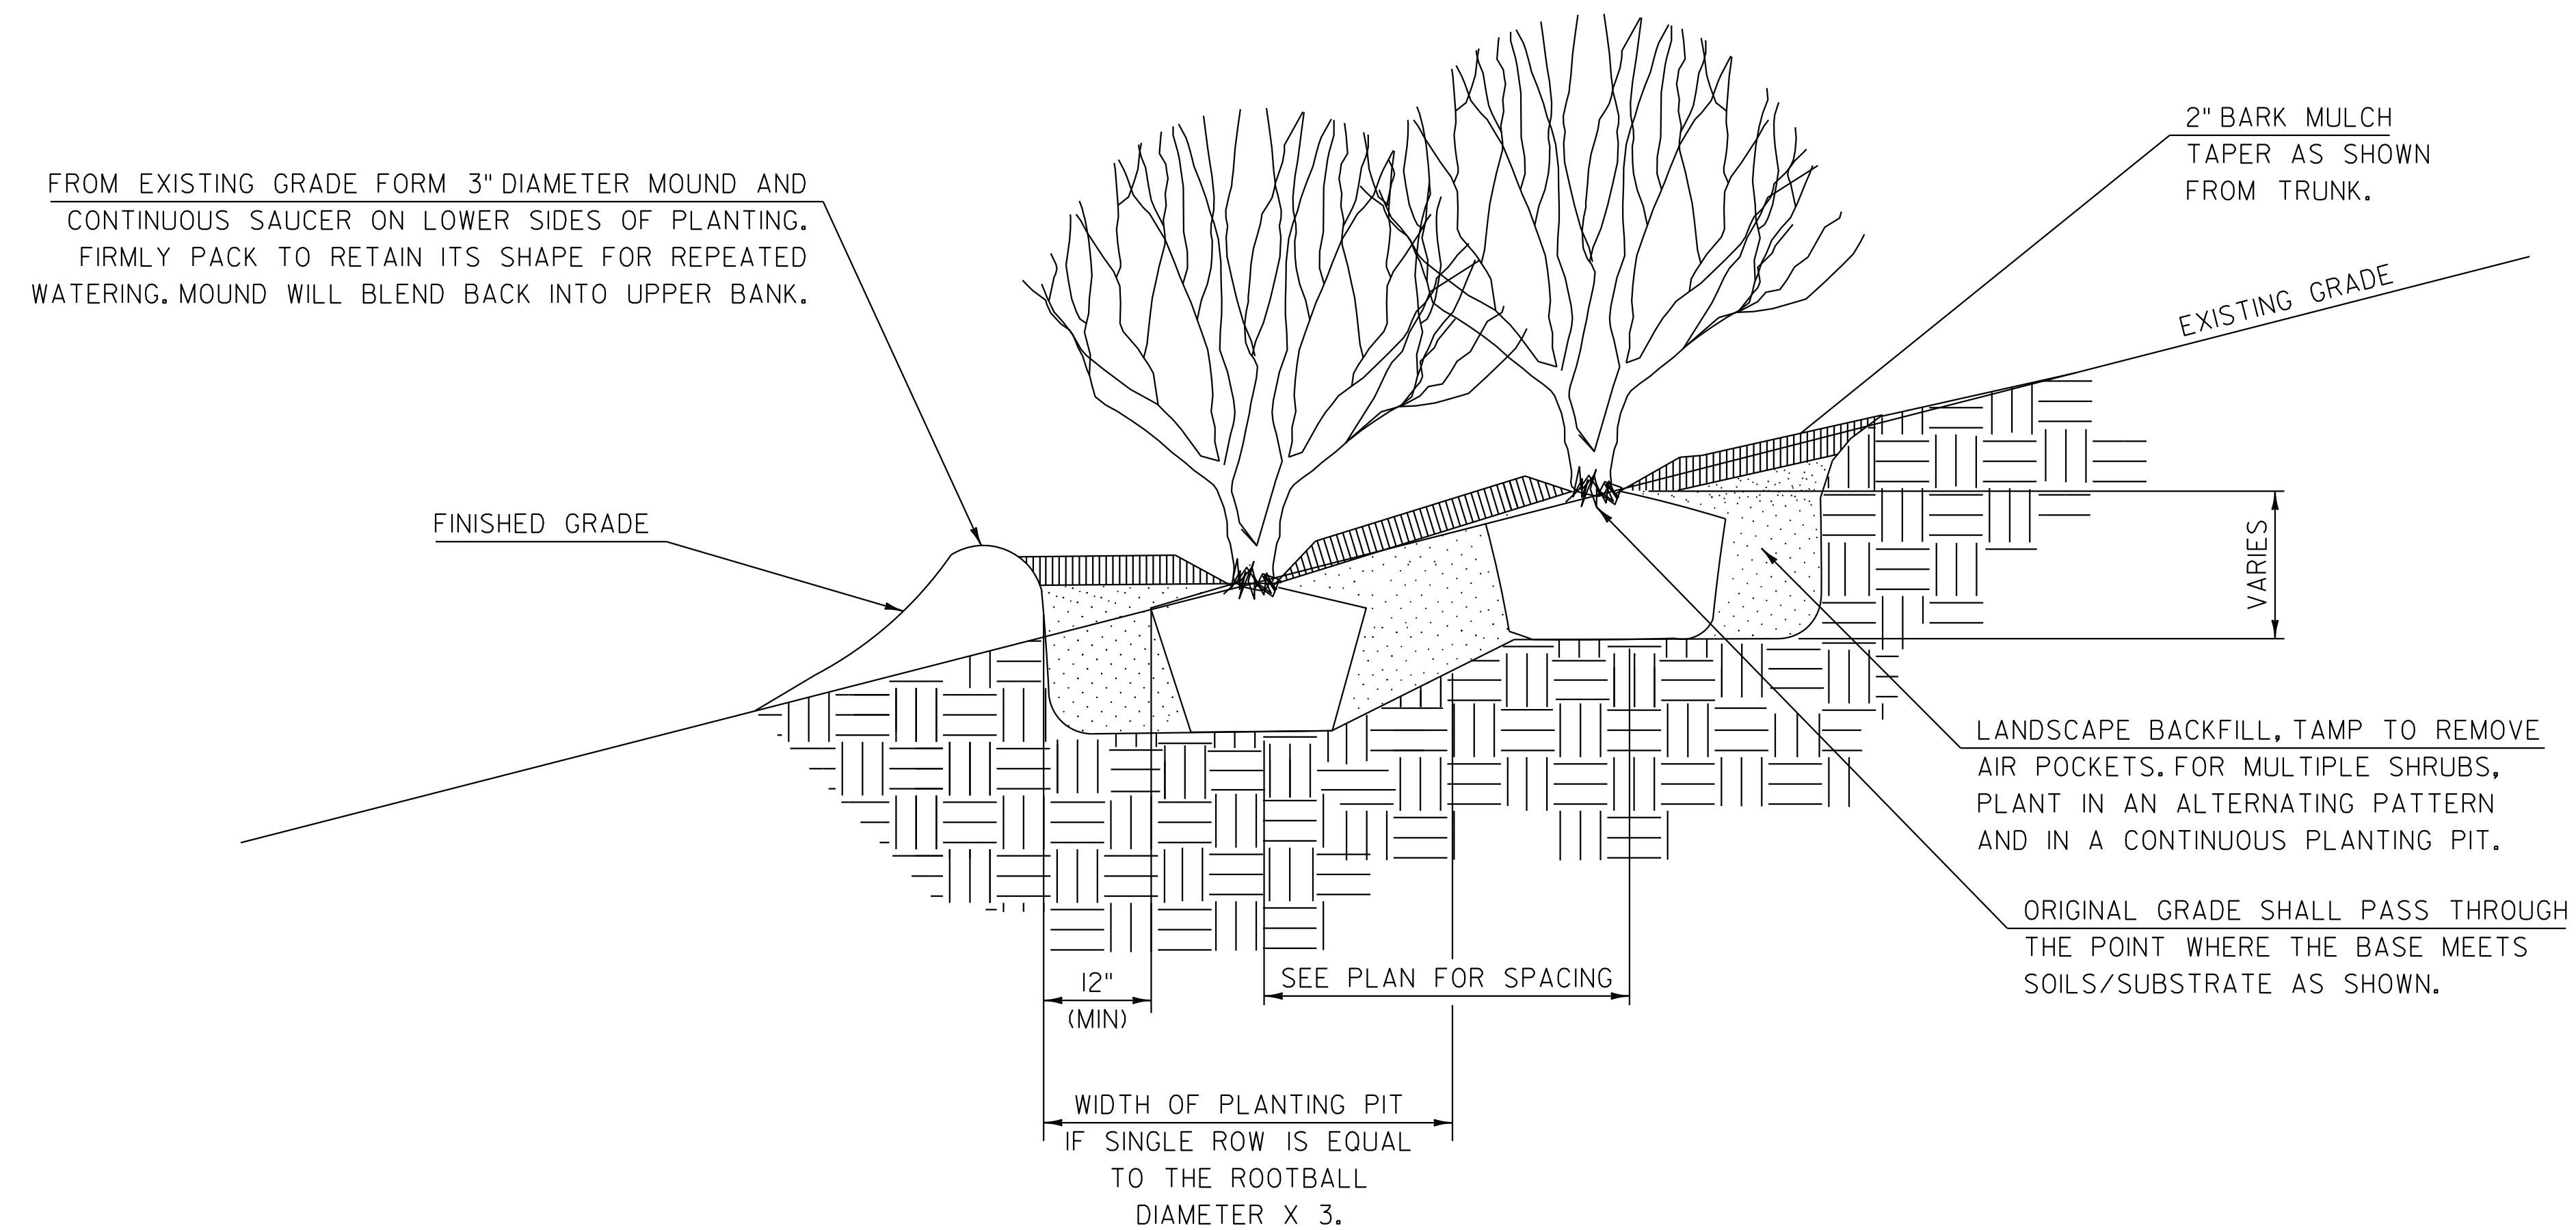 2" BARK MULCH
TAPER AS SHOWN
FROM TRUNK.
FROM EXISTING GRADE FORM 3" DIAMETER MOUND AND
CONTINUOUS SAUCER ON LOWER SIDES OF PLANTING.
FIRMLY PACK TO RETAIN ITS SHAPE FOR REPEATED
WATERING. MOUND WILL BLEND BACK INTO UPPER BANK.
EXISTING GRADE
FINISHED GRADE
VARIES
LANDSCAPE BACKFILL, TAMP TO REMOVE
AIR POCKETS. FOR MULTIPLE SHRUBS,
PLANT IN AN ALTERNATING PATTERN
AND IN A CONTINUOUS PLANTING PIT.
ORIGINAL GRADE SHALL PASS THROUGH
THE POINT WHERE THE BASE MEETS
SOILS/SUBSTRATE AS SHOWN.
12"
(MIN)
SEE PLAN FOR SPACING
WIDTH OF PLANTING PIT
IF SINGLE ROW IS EQUAL
TO THE ROOTBALL
DIAMETER X 3.